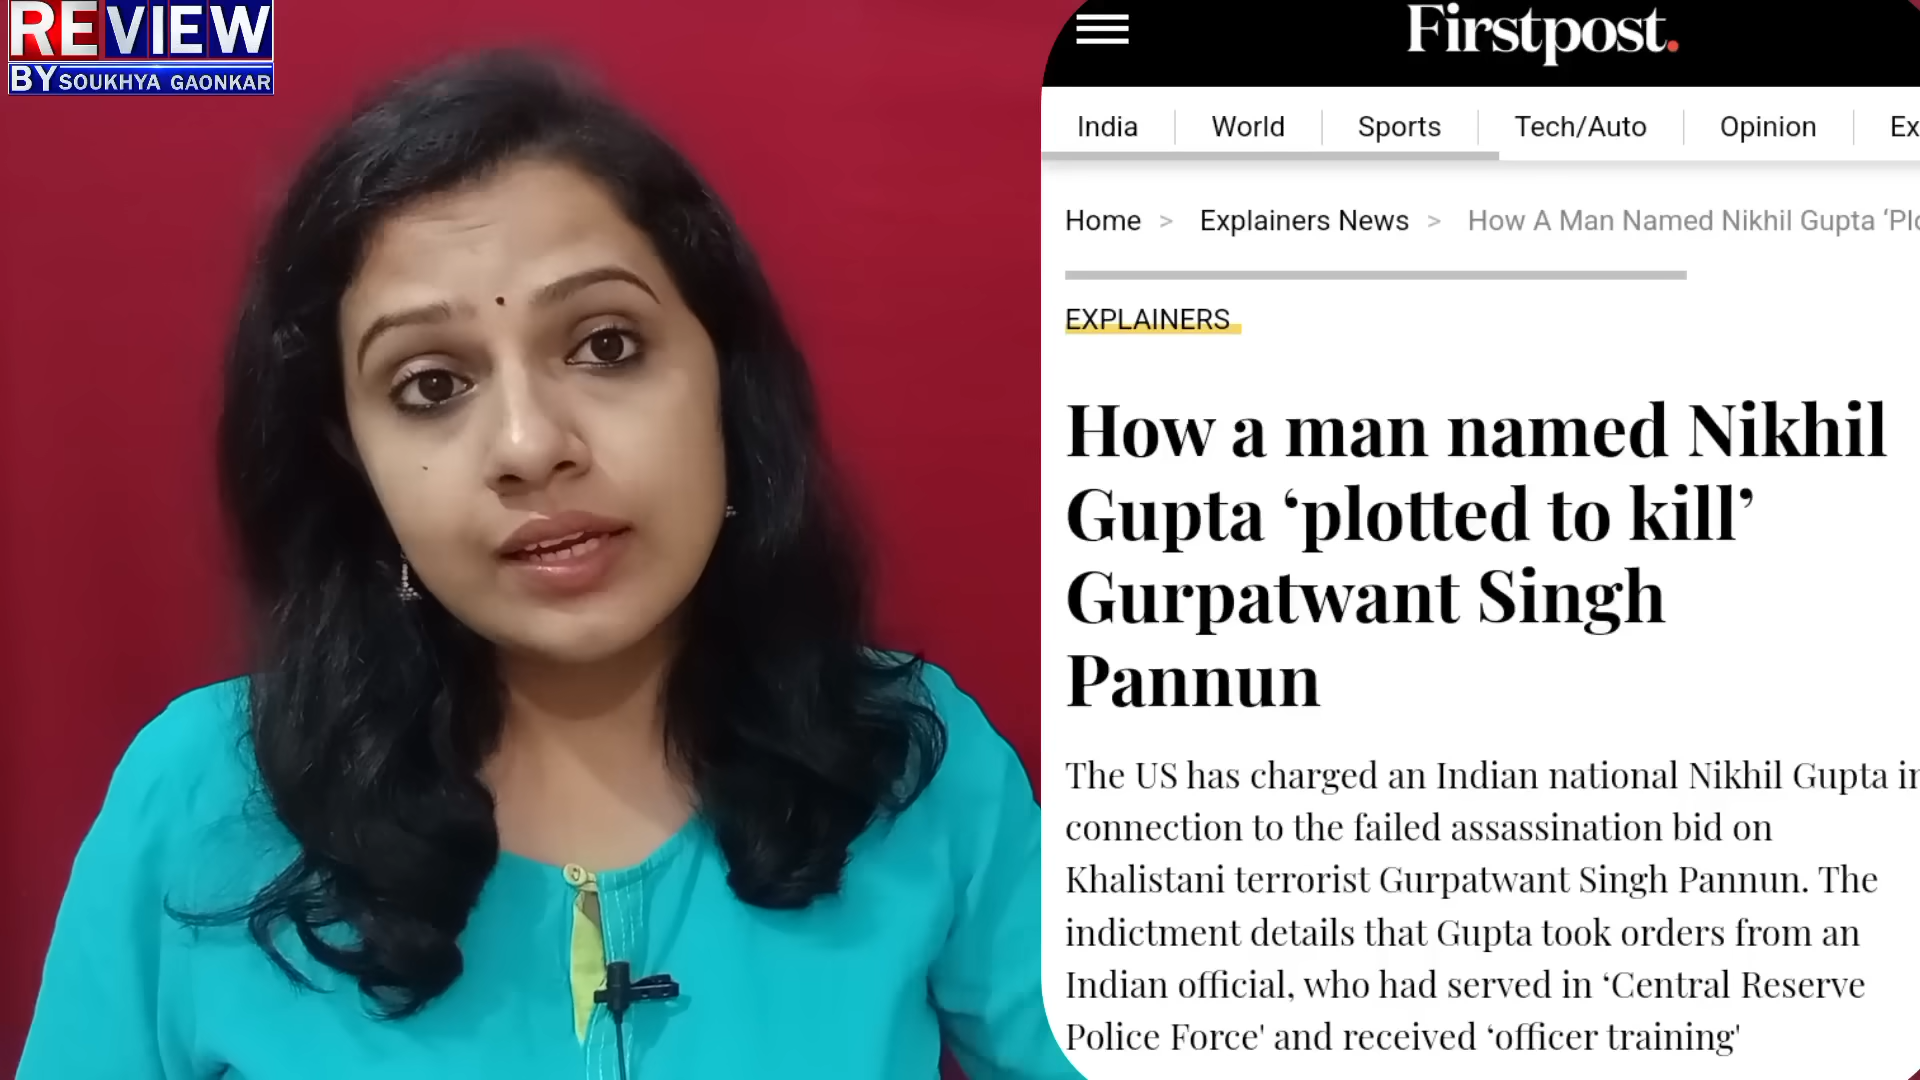 REVIEW
BY SOUKHYA GAONKAR
Firstpost.
India World Sports Tech/Auto Opinion Ex
Home > Explainers News > How A Man Named Nikhil Gupta ‘Plo
EXPLAINERS
How a man named Nikhil
Gupta ‘plotted to kill’
Gurpatwant Singh
Pannun
The US has charged an Indian national Nikhil Gupta in
connection to the failed assassination bid on
Khalistani terrorist Gurpatwant Singh Pannun. The
indictment details that Gupta took orders from an
Indian official, who had served in ‘Central Reserve
Police Force' and received ‘officer training'